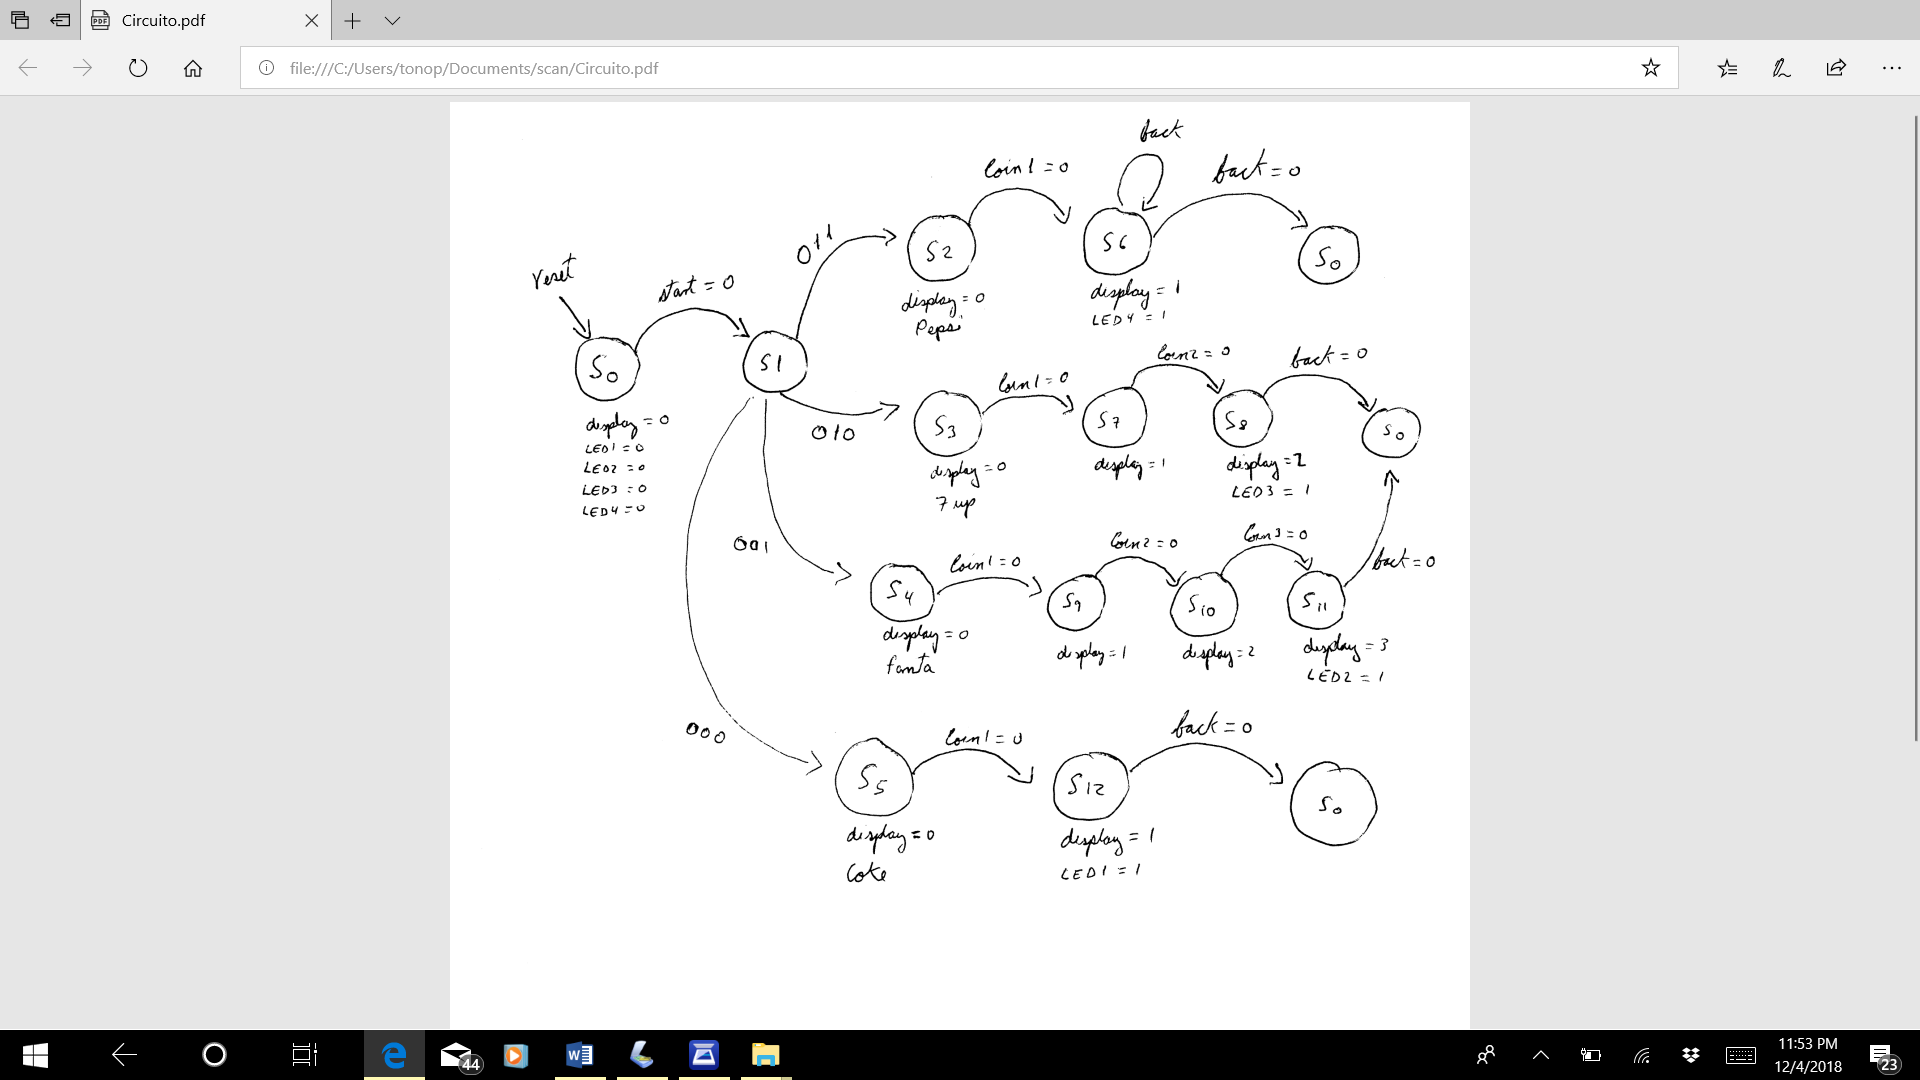 Circuito.pdf
file:///C:/Users/tonop/Documents/scan/Circuito.pdf
reset
start = 0
S0
display = 0
LED1 = 0
LED2 = 0
LED3 = 0
LED4 = 0
S1
011
S2
display = 0
Pepsi
Coin1 = 0
back
S6
display = 1
LED4 = 1
back = 0
S0
010
S3
display = 0
7 up
Coin1 = 0
S7
display = 1
Coin2 = 0
S8
display = 2
LED3 = 1
back = 0
S0
001
S4
display = 0
fanta
Coin1 = 0
S9
display = 1
Coin2 = 0
S10
display = 2
Coin3 = 0
S11
display = 3
LED2 = 1
back = 0
000
S5
display = 0
Coke
Coin1 = 0
S12
display = 1
LED1 = 1
back = 0
S0
44
11:53 PM
12/4/2018
23